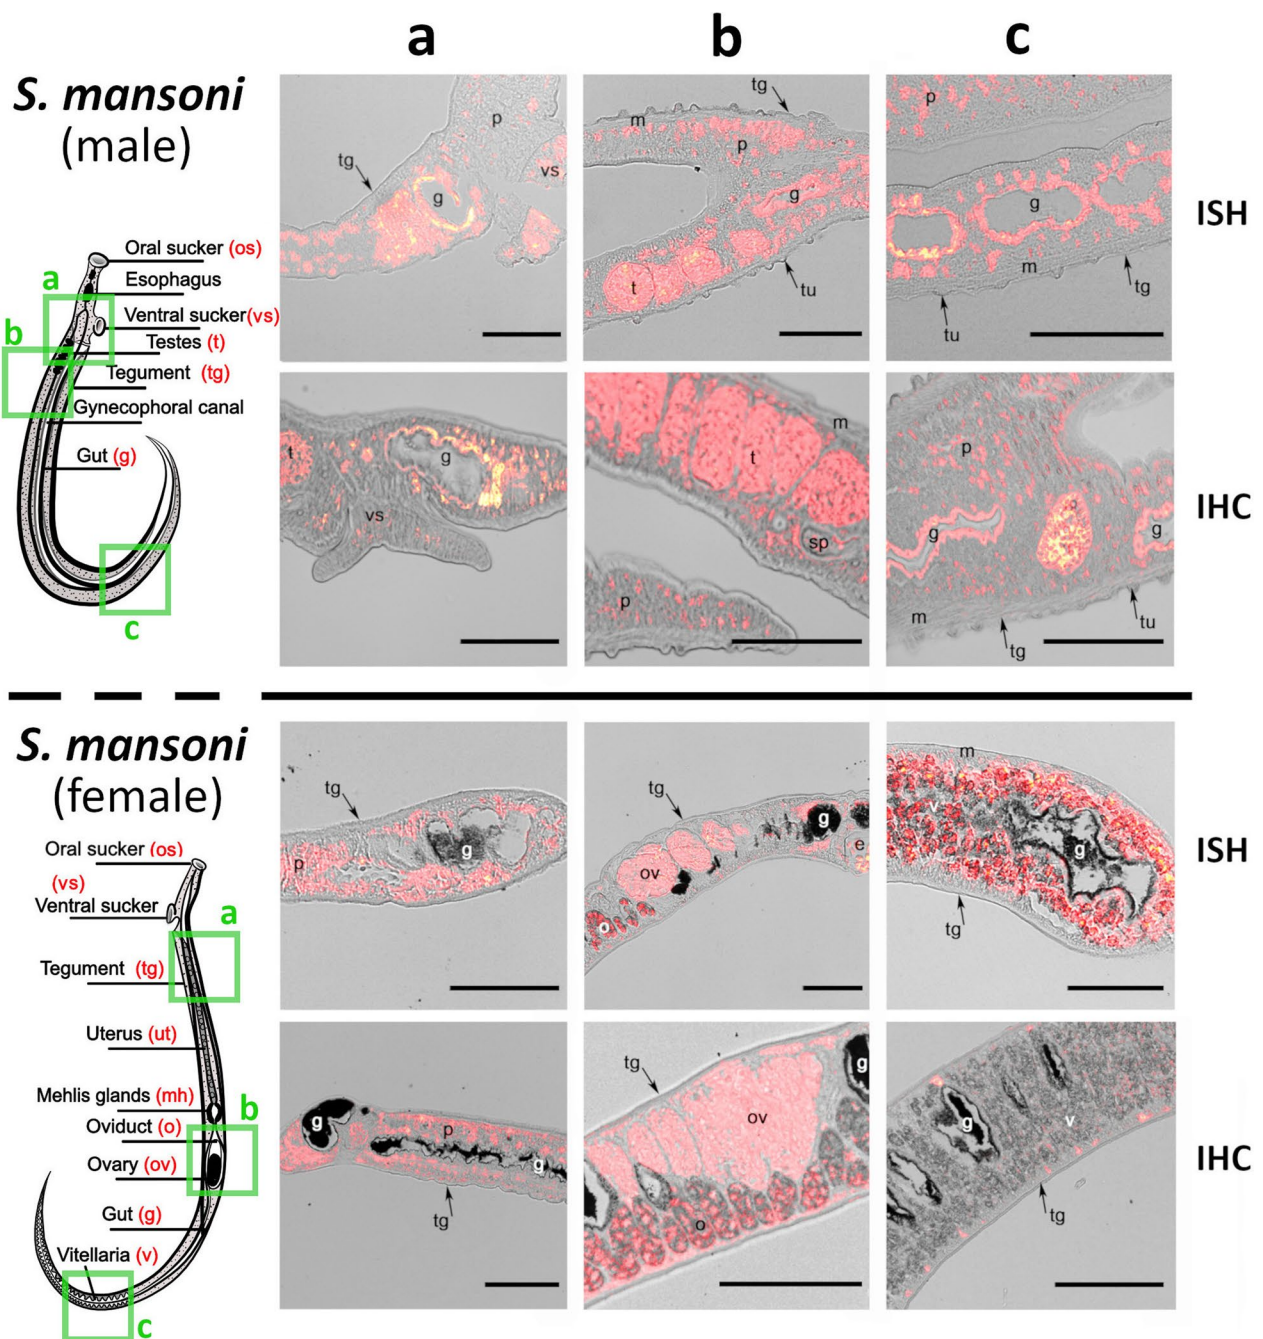 a b c
S. mansoni
(male)
Oral sucker (os)
Esophagus
a
Ventral sucker(vs)
b
Testes (t)
Tegument (tg)
Gynecophoral canal
Gut (g)
c
p
tg
vs
g
tg
m
p
g
t
tu
p
g
m
tg
tu
ISH
t
g
vs
m
t
sp
p
p
g
g
m
tu
tg
IHC
S. mansoni
(female)
Oral sucker (os)
(vs)
Ventral sucker
a
Tegument (tg)
Uterus (ut)
Mehlis glands (mh)
b
Oviduct (o)
Ovary (ov)
Gut (g)
Vitellaria (v)
c
tg
g
p
tg
g
e
ov
o
m
v
g
tg
ISH
g
p
g
tg
tg
g
ov
o
g
v
tg
IHC